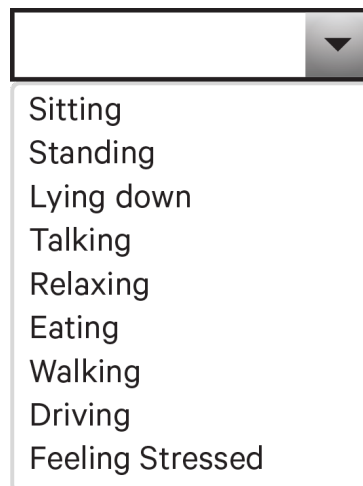 Sitting
Standing
Lying down
Talking
Relaxing
Eating
Walking
Driving
Feeling Stressed